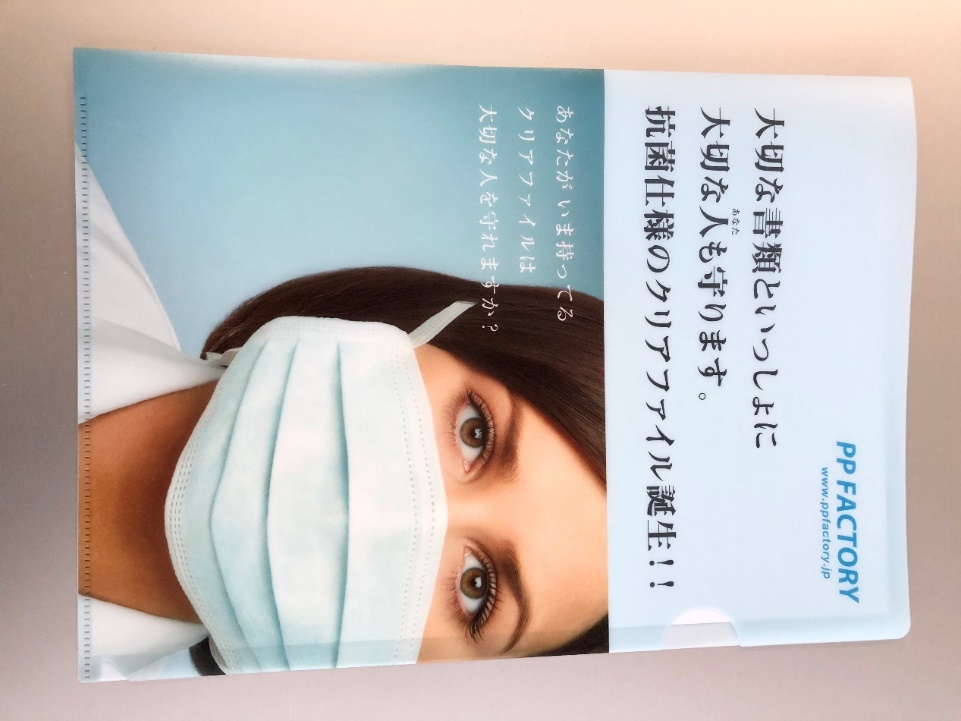 PP FACTORY
www.ppfactory.jp
大切な書類といっしょに
あなた
大切な人も守ります。
抗菌仕様のクリアファイル誕生！！
あなたがいま持ってる
クリアファイルは
大切な人を守れますか？